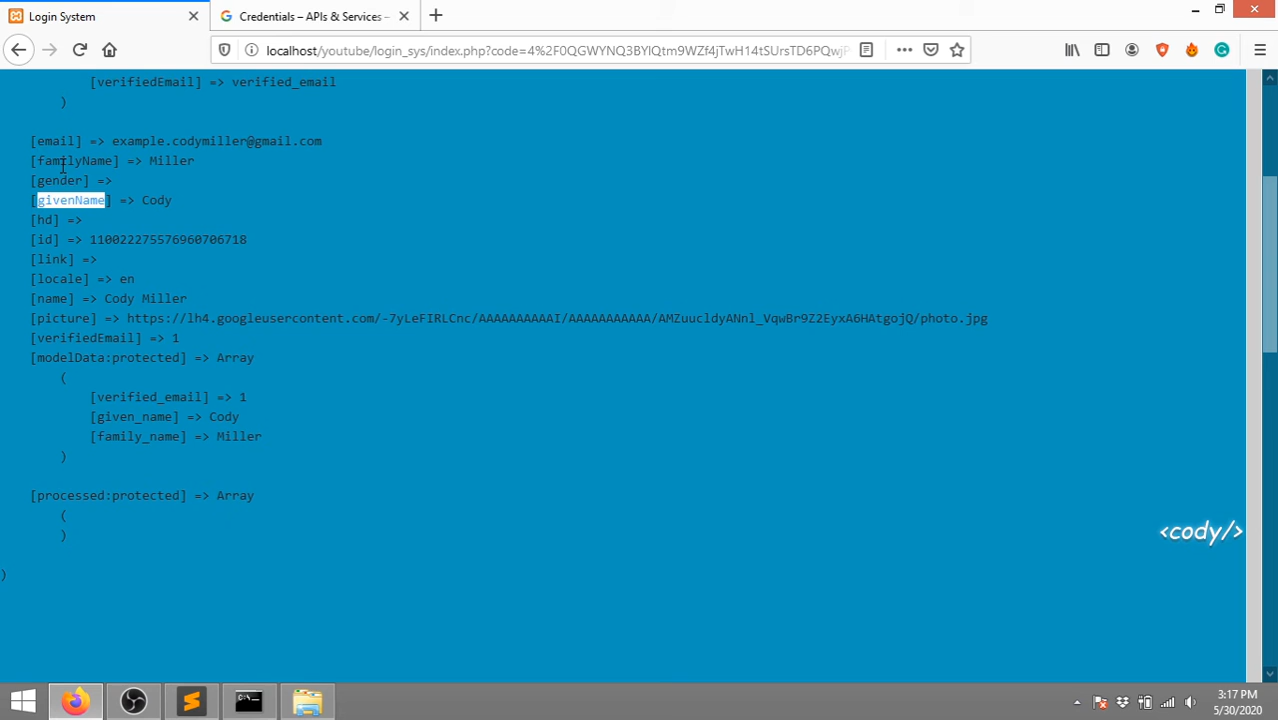 Login System
Credentials – APIs & Services –
localhost/youtube/login_sys/index.php?code=4%2F0QGWYNQ3BYlQtm9WZf4jTwH14tSUrsTD6PQwjP
[verifiedEmail] => verified_email
)
[email] => example.codymiller@gmail.com
[familyName] => Miller
[gender] =>
[givenName] => Cody
[hd] =>
[id] => 110022275576960706718
[link] =>
[locale] => en
[name] => Cody Miller
[picture] => https://lh4.googleusercontent.com/-7yLeFIRLCnc/AAAAAAAAAAI/AAAAAAAAAAA/AMZuucldyANnl_VqwBr9Z2EyxA6HAtgojQ/photo.jpg
[verifiedEmail] => 1
[modelData:protected] => Array
(
[verified_email] => 1
[given_name] => Cody
[family_name] => Miller
)
[processed:protected] => Array
(
)
<cody/>
)
3:17 PM
5/30/2020